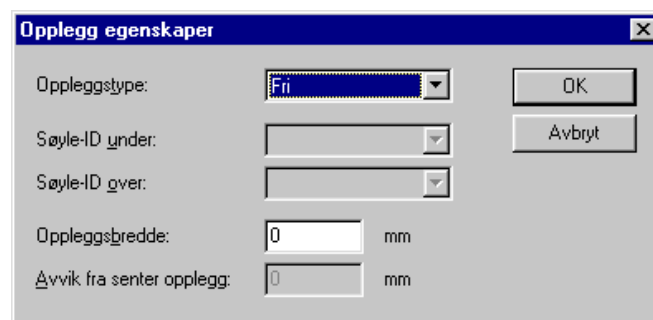 Opplegg egenskaper
Oppleggstype: Fri OK
Søyle-ID under: Avbryt
Søyle-ID over:
Oppleggsbredde: 0 mm
Avvik fra senter opplegg: 0 mm